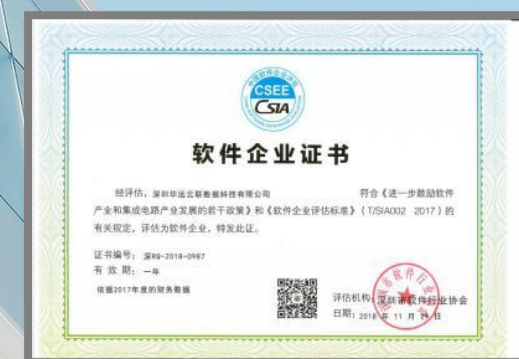 CSEE
CSIA
软件企业证书
经评估，深圳华远云联数据科技有限公司 符合《进一步鼓励软件
产业和集成电路产业发展的若干政策》和《软件企业评估标准》（T/SIA002 2017）的
有关规定，评估为软件企业，特发此证。
证书编号： 深RQ-2018-0987
有 效 期： 一年
依据2017年度的财务数据
评估机构：深圳市软件行业协会
日期：2018 年 11 月 29 日